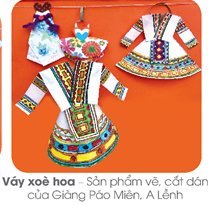 Váy xoè hoa – Sản phẩm vẽ, cắt dán
của Giàng Páo Miên, A Lềnh